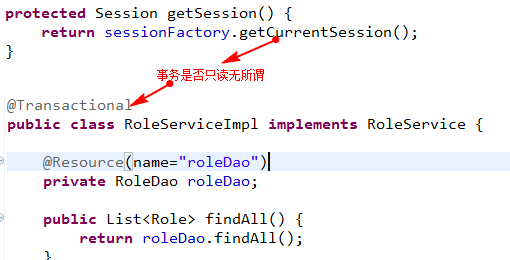 protected Session getSession() {
return sessionFactory.getCurrentSession();
}
事务是否只读无所谓
@Transactional
public class RoleServiceImpl implements RoleService {
@Resource(name="roleDao")
private RoleDao roleDao;
public List<Role> findAll() {
return roleDao.findAll();
}